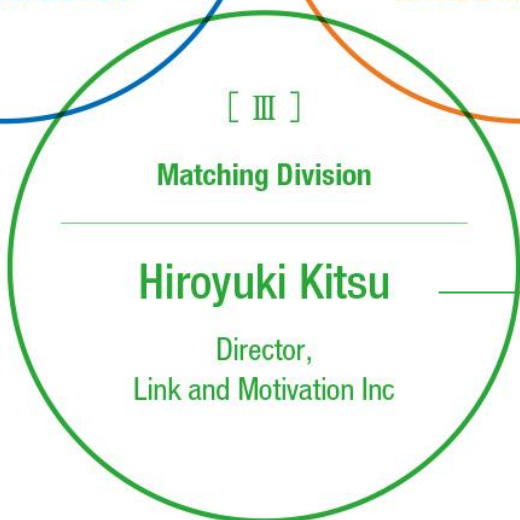 [ Ⅲ ]
Matching Division
Hiroyuki Kitsu
Director,
Link and Motivation Inc